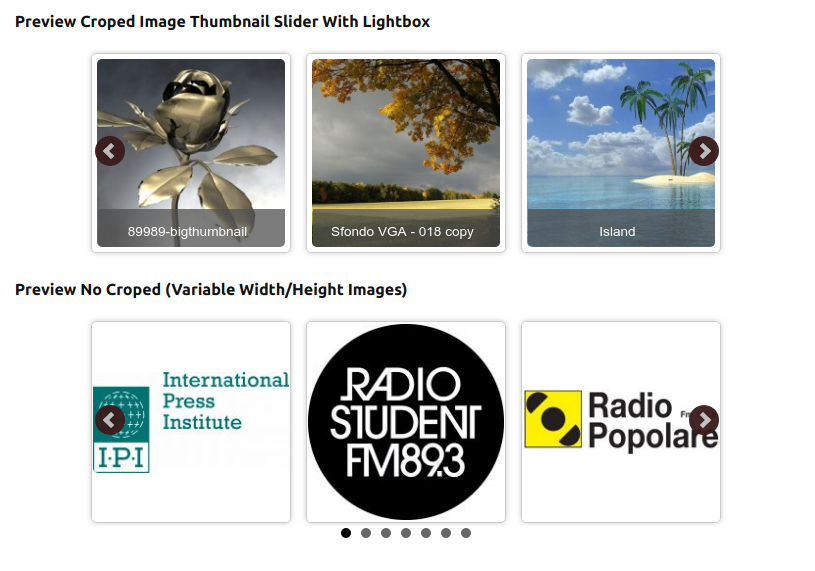 Preview Croped Image Thumbnail Slider With Lightbox
89989-bigthumbnail
Sfondo VGA - 018 copy
Island
Preview No Croped (Variable Width/Height Images)
International
Press
Institute
I·P·I
RADIO
STUDENT
FM89.3
Radio
Popolare